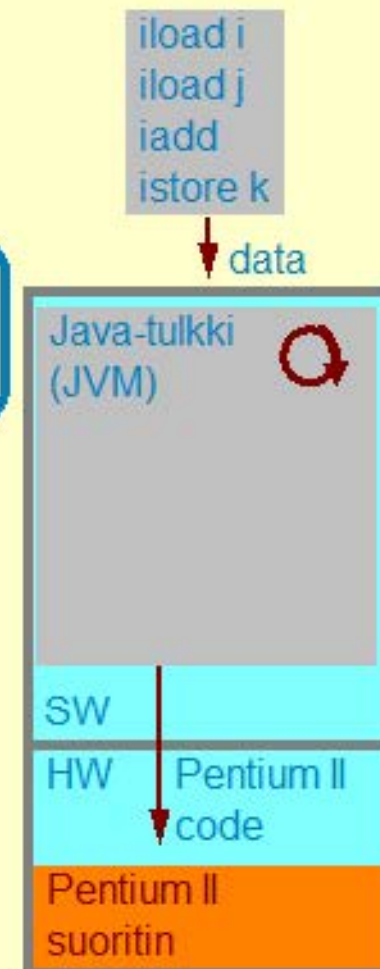 iload i
iload j
iadd
istore k
data
Java-tulkki
(JVM)
SW
HW
Pentium II
code
Pentium II
suoritin